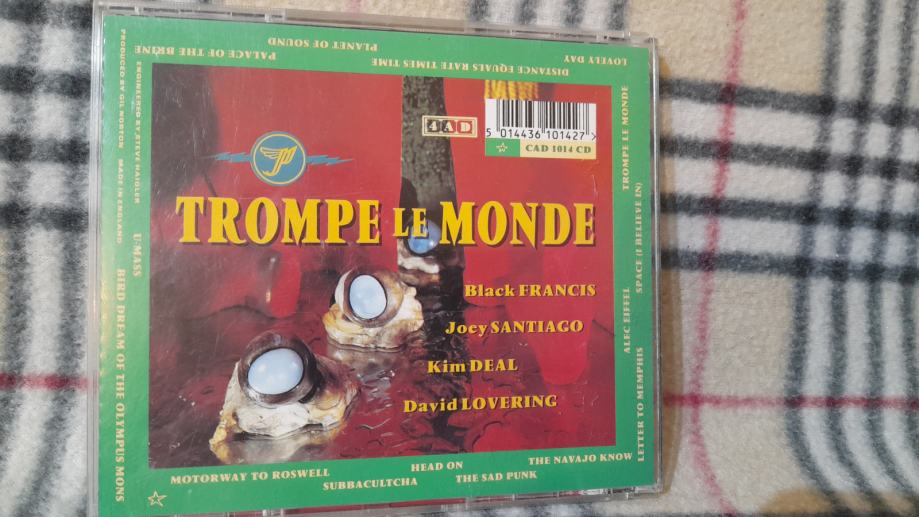 PLANET OF SOUND
PALACE OF THE BRINE
DISTANCE EQUALS RATE TIMES TIME
LOVELY DAY
4AD
5 014436 101427 >
CAD 1014 CD
P
TROMPE LE MONDE
Black FRANCIS
Joey SANTIAGO
Kim DEAL
David LOVERING
TROMPE LE MONDE
SPACE (I BELIEVE IN)
ALEC EIFFEL
LETTER TO MEMPHIS
THE NAVAJO KNOW
HEAD ON
THE SAD PUNK
MOTORWAY TO ROSWELL
SUBBACULTCHA
BIRD DREAM OF THE OLYMPUS MONS
U-MASS
ENGINEERED BY STEVE HAIGLER
PRODUCED BY GIL NORTON
MADE IN ENGLAND